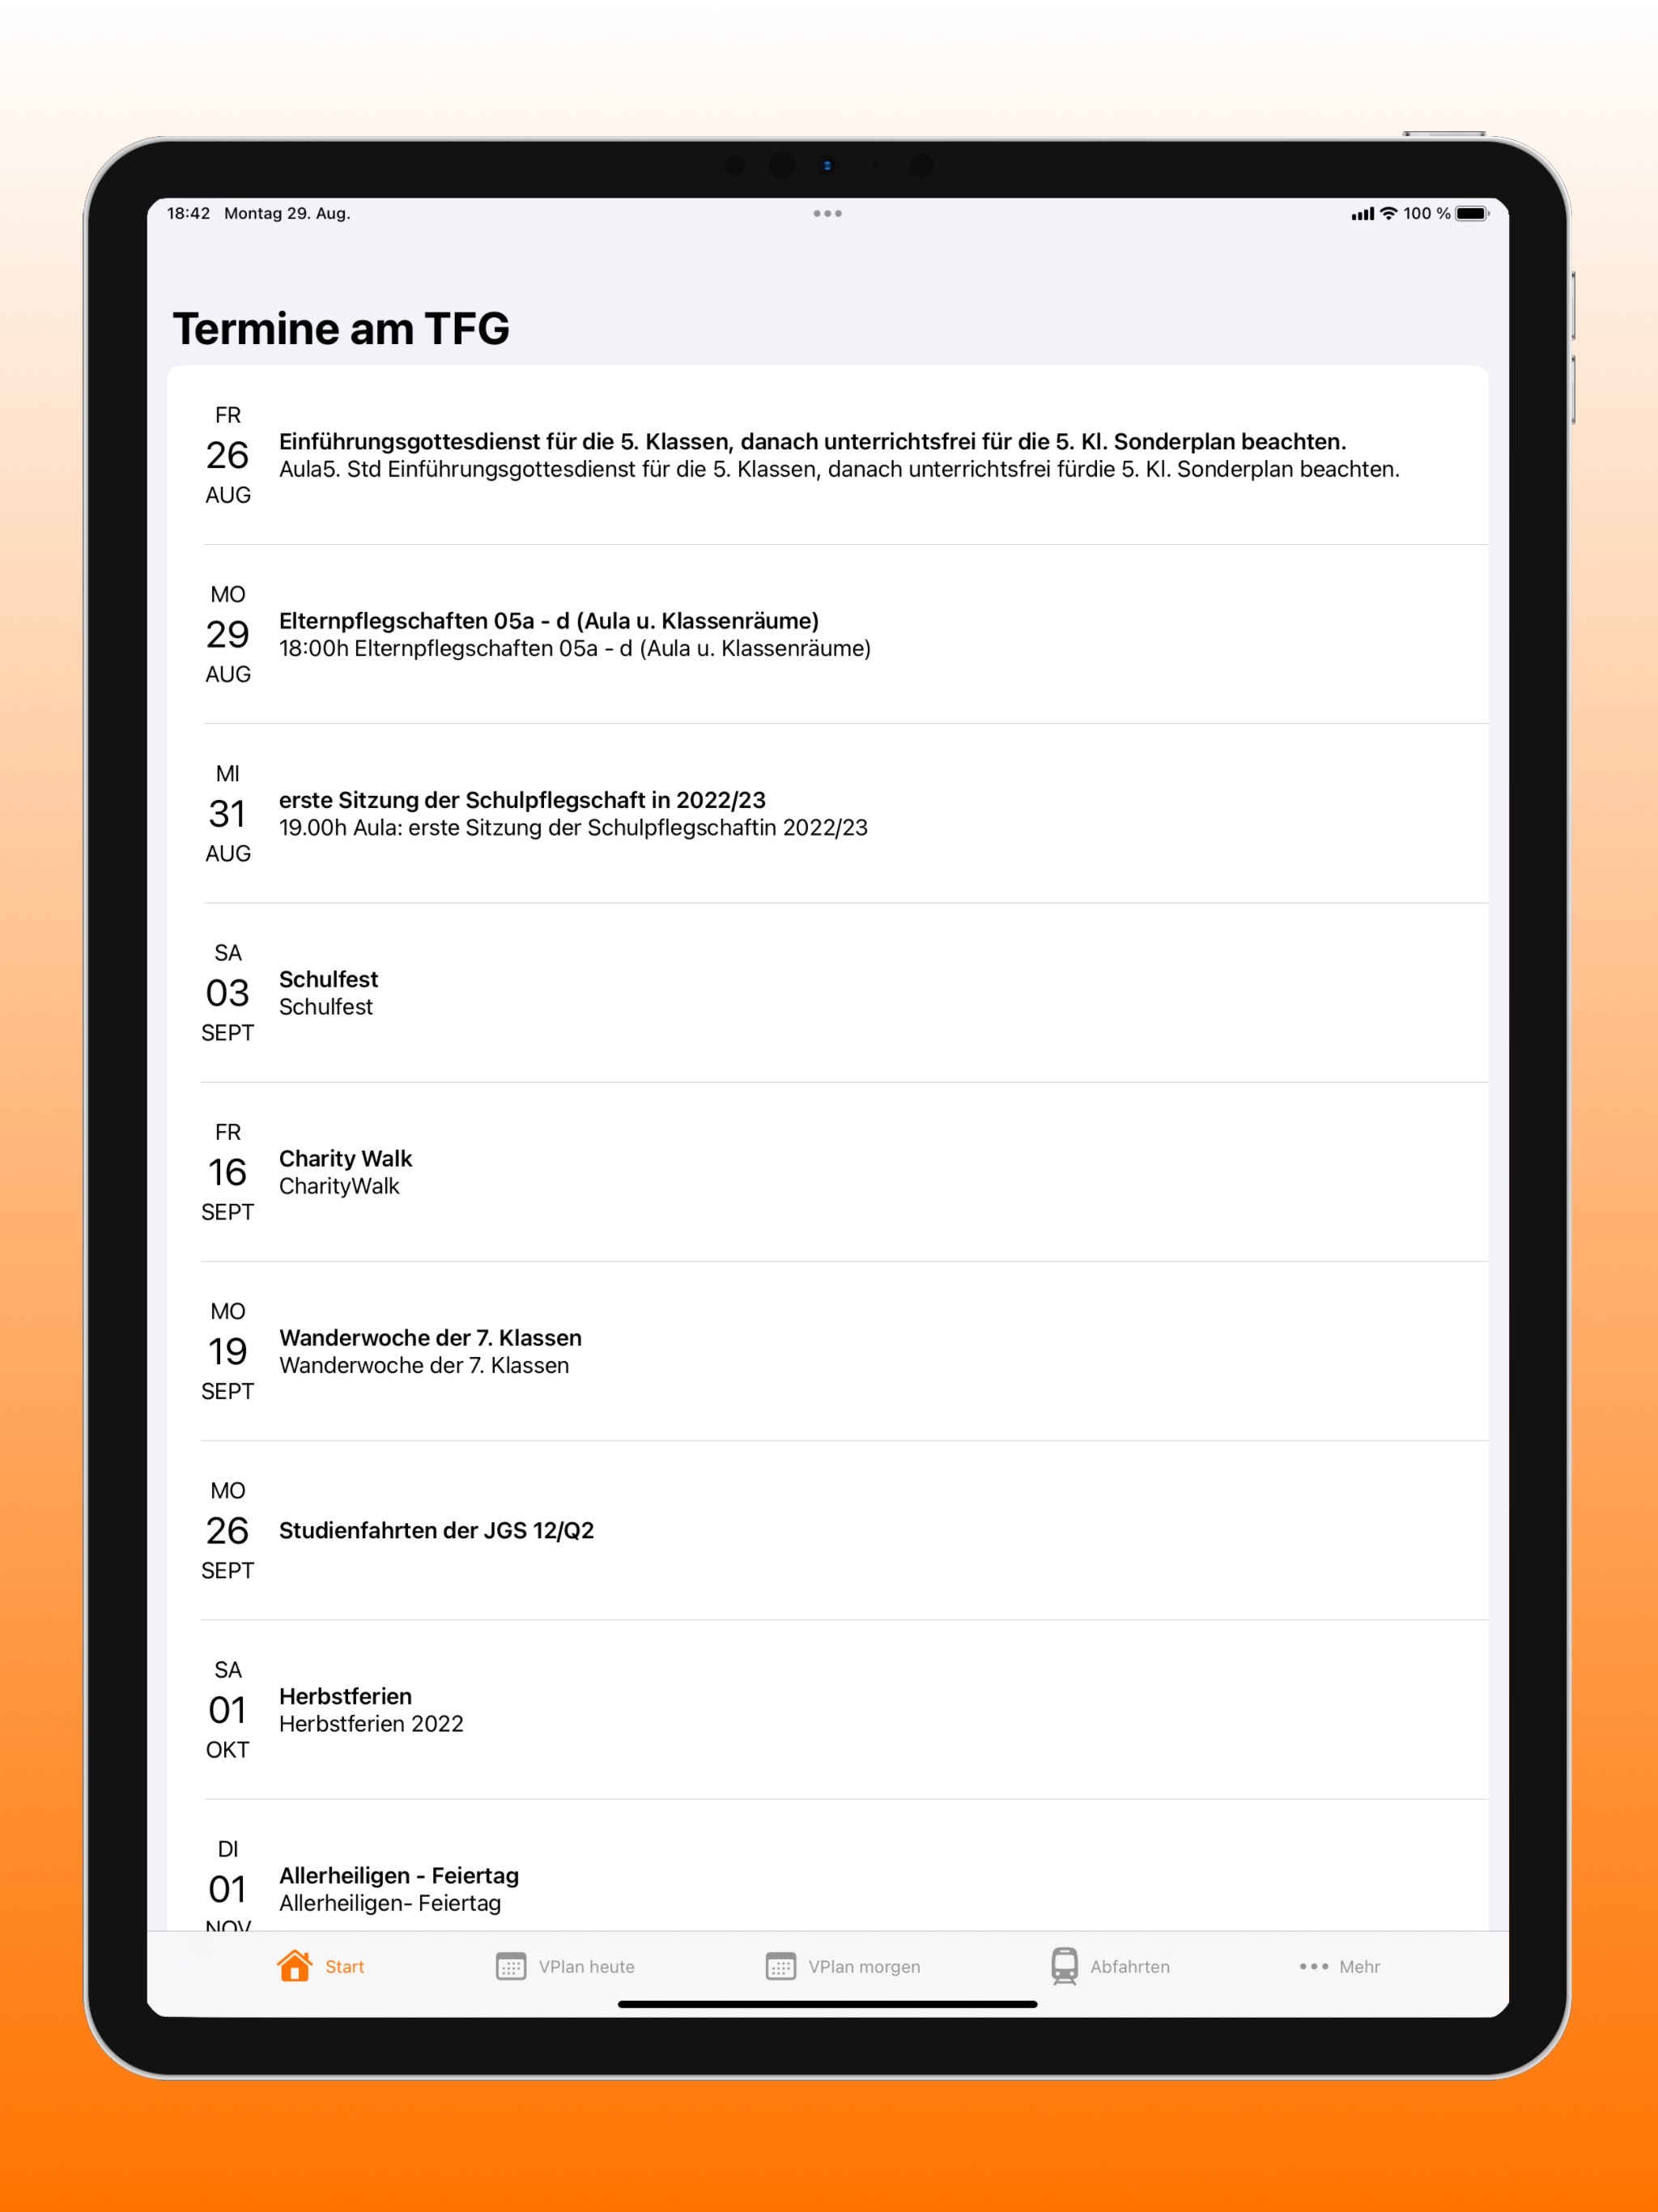 18:42 Montag 29. Aug.
100 %
Termine am TFG
FR
26
AUG
Einführungsgottesdienst für die 5. Klassen, danach unterrichtsfrei für die 5. Kl. Sonderplan beachten.
Aula5. Std Einführungsgottesdienst für die 5. Klassen, danach unterrichtsfrei fürdie 5. Kl. Sonderplan beachten.
MO
29
AUG
Elternpflegschaften 05a - d (Aula u. Klassenräume)
18:00h Elternpflegschaften 05a - d (Aula u. Klassenräume)
MI
31
AUG
erste Sitzung der Schulpflegschaft in 2022/23
19.00h Aula: erste Sitzung der Schulpflegschaftin 2022/23
SA
03
SEPT
Schulfest
Schulfest
FR
16
SEPT
Charity Walk
CharityWalk
MO
19
SEPT
Wanderwoche der 7. Klassen
Wanderwoche der 7. Klassen
MO
26
SEPT
Studienfahrten der JGS 12/Q2
SA
01
OKT
Herbstferien
Herbstferien 2022
DI
01
NOV
Allerheiligen - Feiertag
Allerheiligen- Feiertag
Start
VPlan heute
VPlan morgen
Abfahrten
Mehr